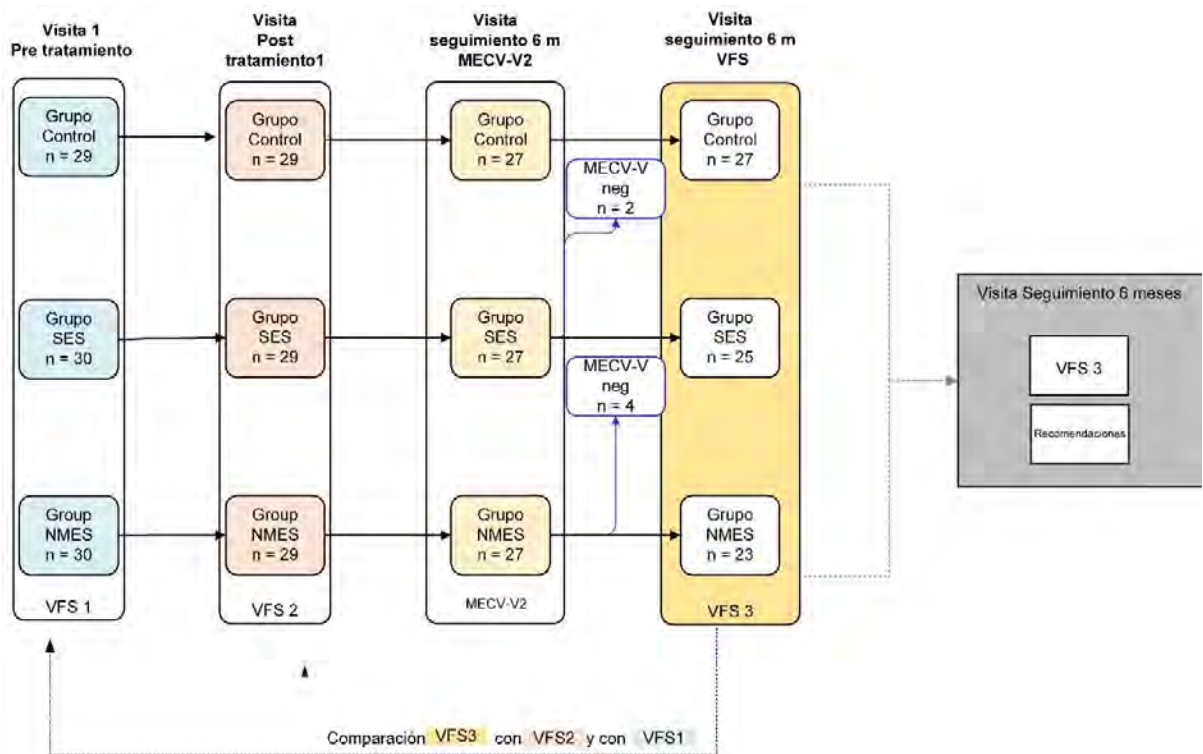 Visita 1
Pre tratamiento
Visita
Post
tratamiento1
Visita
seguimiento 6 m
MECV-V2
Visita
seguimiento 6 m
VFS
Grupo
Control
n = 29
Grupo
Control
n = 29
Grupo
Control
n = 27
Grupo
Control
n = 27
MECV-V
neg
n = 2
Grupo
SES
n = 30
Grupo
SES
n = 29
Grupo
SES
n = 27
Grupo
SES
n = 25
MECV-V
neg
n = 4
Group
NMES
n = 30
Group
NMES
n = 29
Grupo
NMES
n = 27
Grupo
NMES
n = 23
VFS 1
VFS 2
MECV-V2
VFS 3
Visita Seguimiento 6 meses
VFS 3
Recomendaciones
Comparación VFS3 con VFS2 y con VFS1